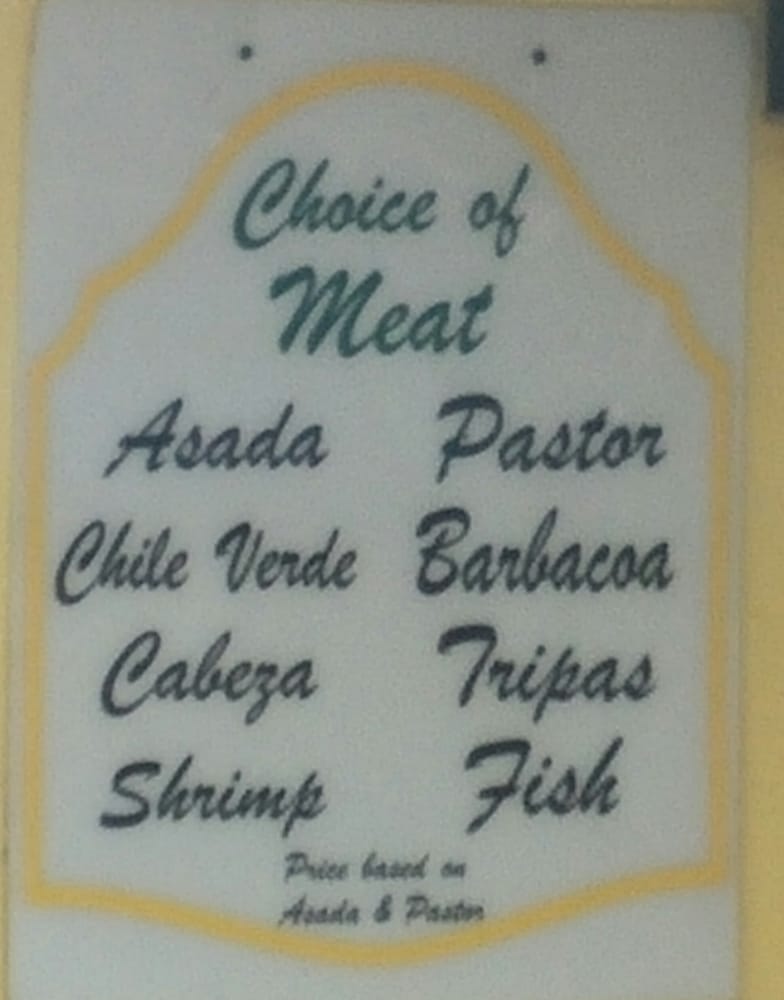 Choice of
Meat
Asada Pastor
Chile Verde Barbacoa
Cabeza Tripas
Shrimp Fish
Price based on
Asada & Pastor